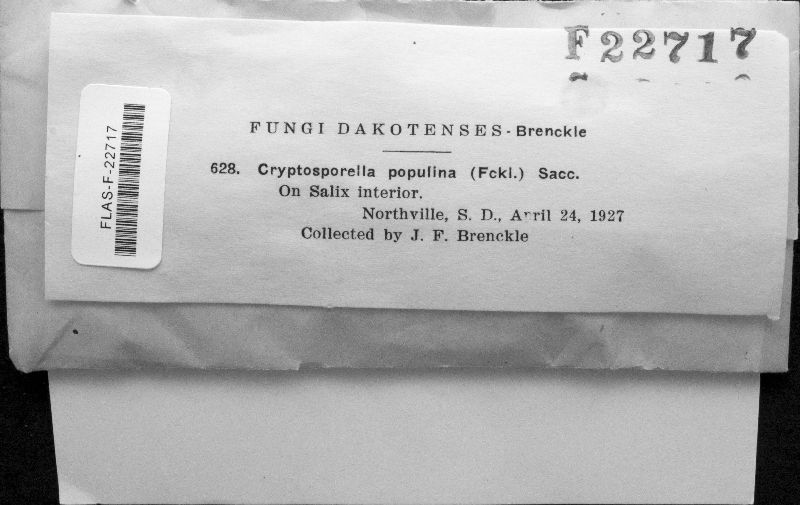 F22717
FLAS-F-22717
FUNGI DAKOTENSES - Brenckle
628. Cryptosporella populina (Fckl.) Sacc.
On Salix interior.
Northville, S. D., April 24, 1927
Collected by J. F. Brenckle